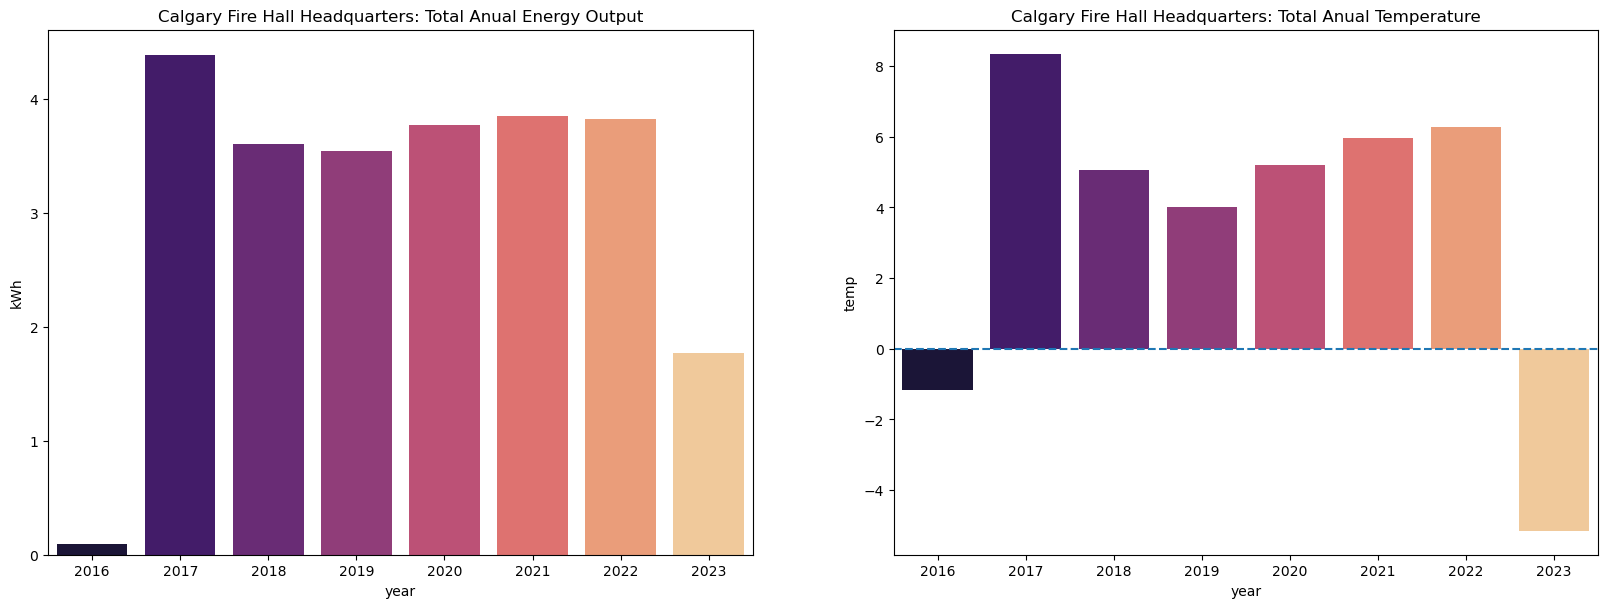 Calgary Fire Hall Headquarters: Total Anual Energy Output
kWh
4
3
2
1
0
2016 2017 2018 2019 2020 2021 2022 2023
year
Calgary Fire Hall Headquarters: Total Anual Temperature
temp
8
6
4
2
0
−2
−4
2016 2017 2018 2019 2020 2021 2022 2023
year